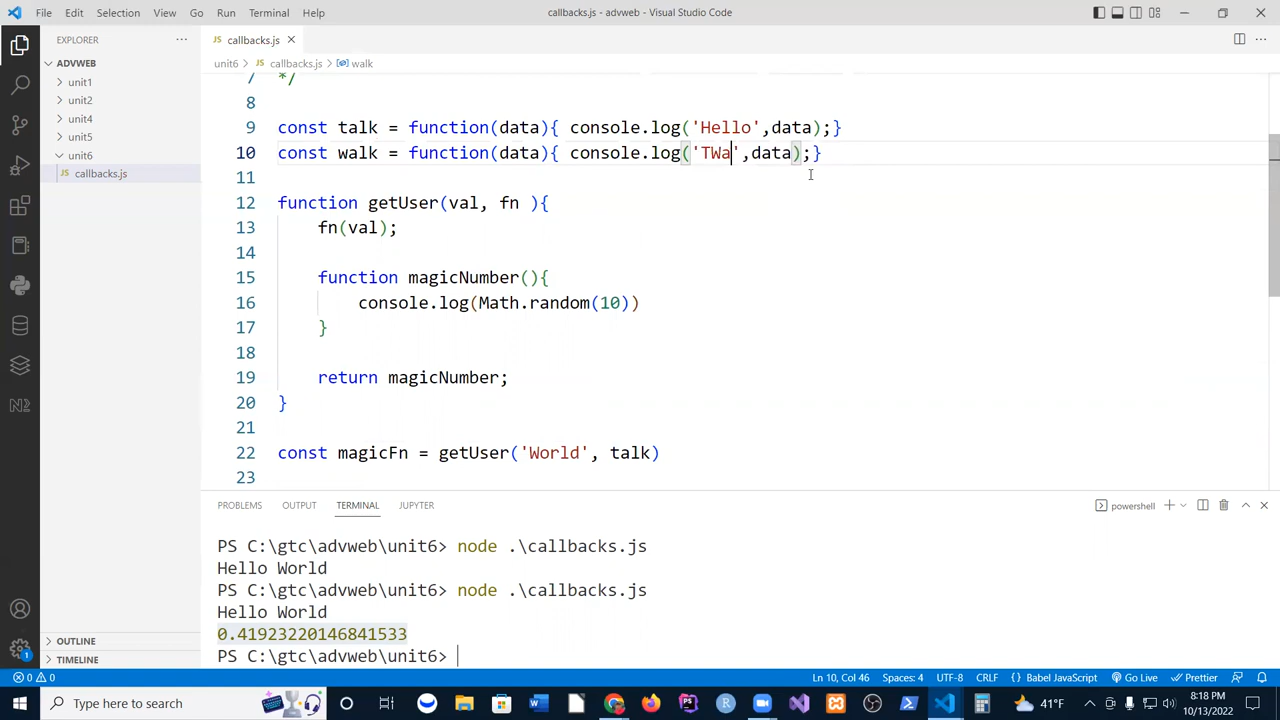 File Edit Selection View Go Run Terminal Help callbacks.js - advweb - Visual Studio Code
EXPLORER ··· JS callbacks.js ×
ADVWEB unit6 > JS callbacks.js > walk
unit1
unit2
unit4
unit5
unit6
JS callbacks.js
7 */
8
9 const talk = function(data){ console.log('Hello',data);}
10 const walk = function(data){ console.log('TWa',data);}
11
12 function getUser(val, fn ){
13 fn(val);
14
15 function magicNumber(){
16 console.log(Math.random(10))
17 }
18
19 return magicNumber;
20 }
21
22 const magicFn = getUser('World', talk)
23
PROBLEMS OUTPUT TERMINAL JUPYTER powershell
PS C:\gtc\advweb\unit6> node .\callbacks.js
Hello World
PS C:\gtc\advweb\unit6> node .\callbacks.js
Hello World
0.41923220146841533
PS C:\gtc\advweb\unit6>
OUTLINE
TIMELINE
0 0 Ln 10, Col 46 Spaces: 4 UTF-8 CRLF {} Babel JavaScript Go Live Prettier
Type here to search 41°F 8:18 PM
10/13/2022